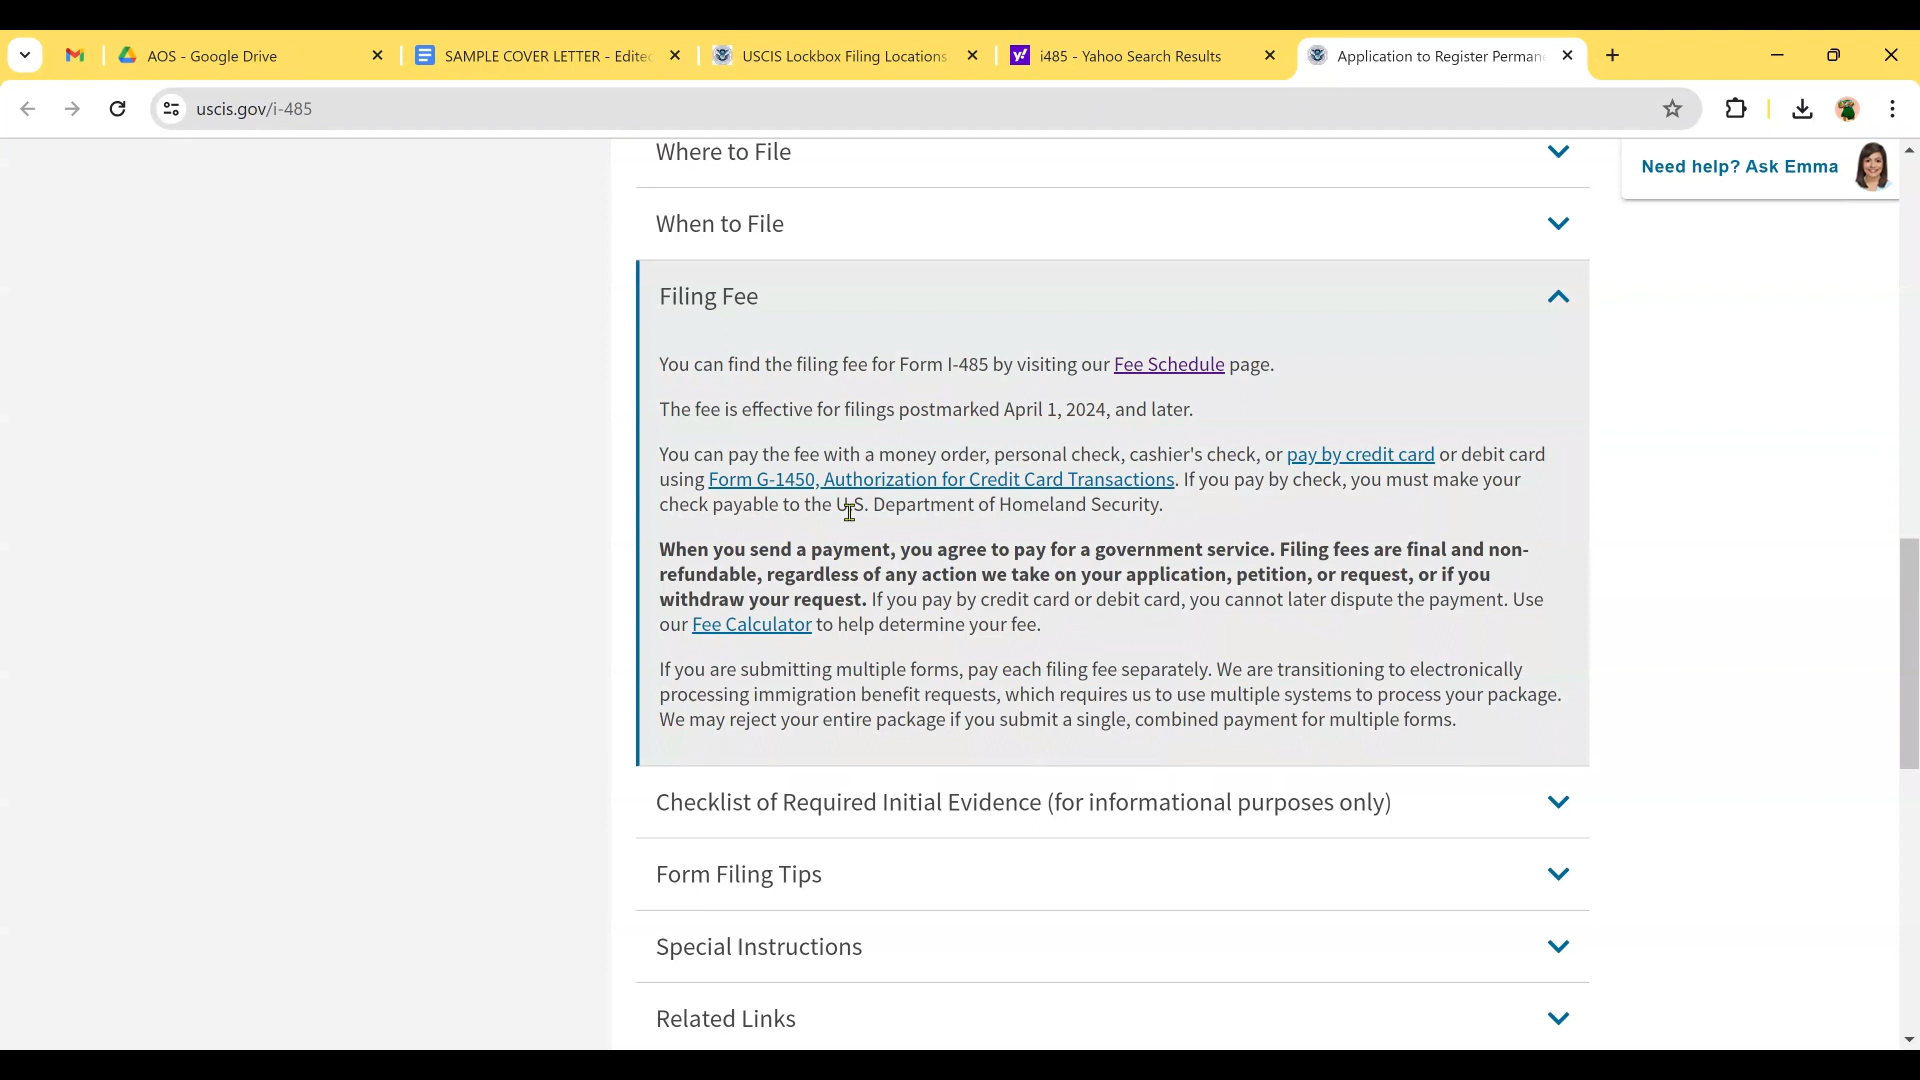 AOS - Google Drive
SAMPLE COVER LETTER - Edited
USCIS Lockbox Filing Locations
i485 - Yahoo Search Results
Application to Register Perman
uscis.gov/i-485
Need help? Ask Emma
Where to File
When to File
Filing Fee
You can find the filing fee for Form I-485 by visiting our Fee Schedule page.
The fee is effective for filings postmarked April 1, 2024, and later.
You can pay the fee with a money order, personal check, cashier's check, or pay by credit card or debit card
using Form G-1450, Authorization for Credit Card Transactions. If you pay by check, you must make your
check payable to the U.S. Department of Homeland Security.
When you send a payment, you agree to pay for a government service. Filing fees are final and non-
refundable, regardless of any action we take on your application, petition, or request, or if you
withdraw your request. If you pay by credit card or debit card, you cannot later dispute the payment. Use
our Fee Calculator to help determine your fee.
If you are submitting multiple forms, pay each filing fee separately. We are transitioning to electronically
processing immigration benefit requests, which requires us to use multiple systems to process your package.
We may reject your entire package if you submit a single, combined payment for multiple forms.
Checklist of Required Initial Evidence (for informational purposes only)
Form Filing Tips
Special Instructions
Related Links